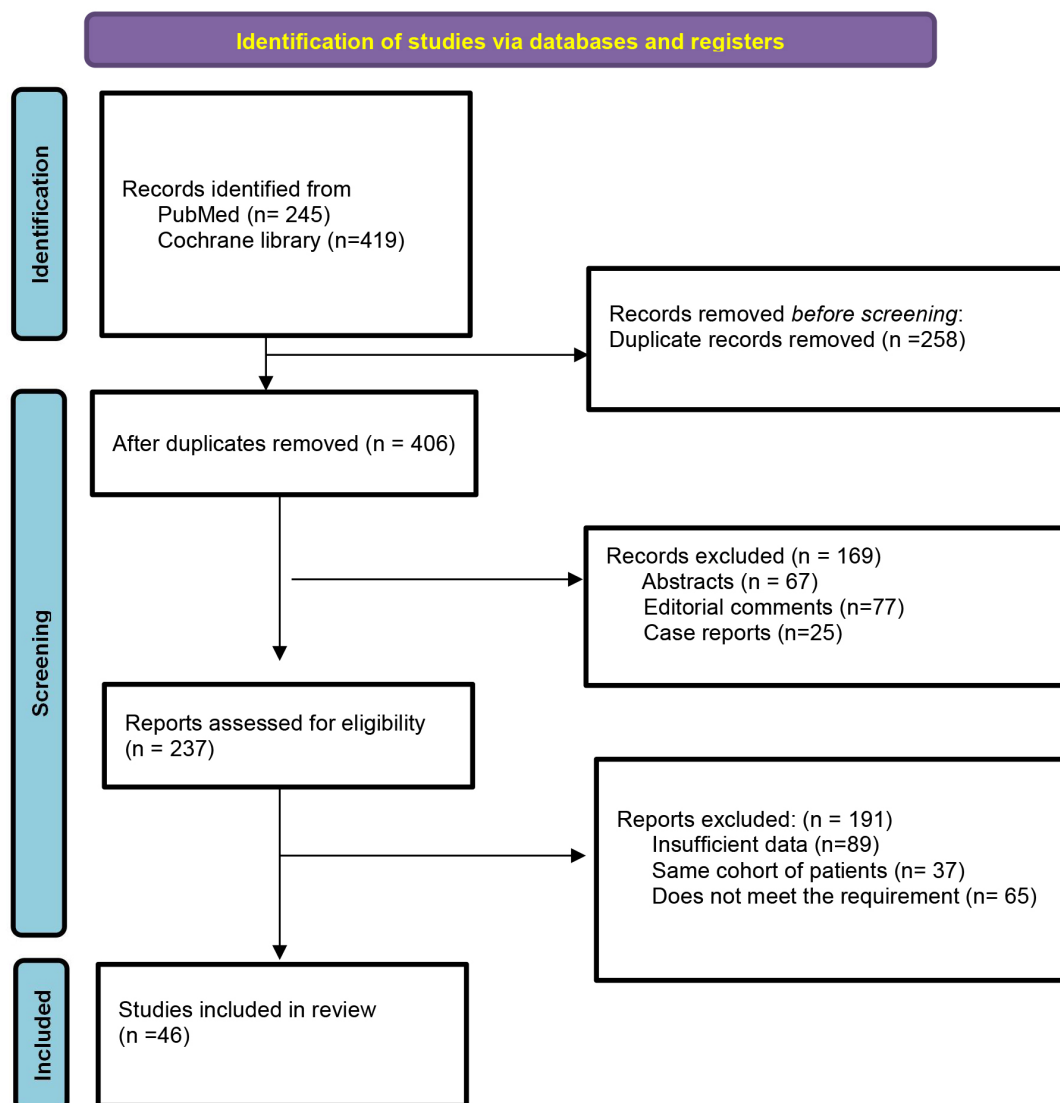 Identification of studies via databases and registers
Identification
Records identified from
PubMed (n= 245)
Cochrane library (n=419)
Records removed before screening:
Duplicate records removed (n =258)
Screening
After duplicates removed (n = 406)
Records excluded (n = 169)
Abstracts (n = 67)
Editorial comments (n=77)
Case reports (n=25)
Reports assessed for eligibility
(n = 237)
Reports excluded: (n = 191)
Insufficient data (n=89)
Same cohort of patients (n= 37)
Does not meet the requirement (n= 65)
Included
Studies included in review
(n =46)